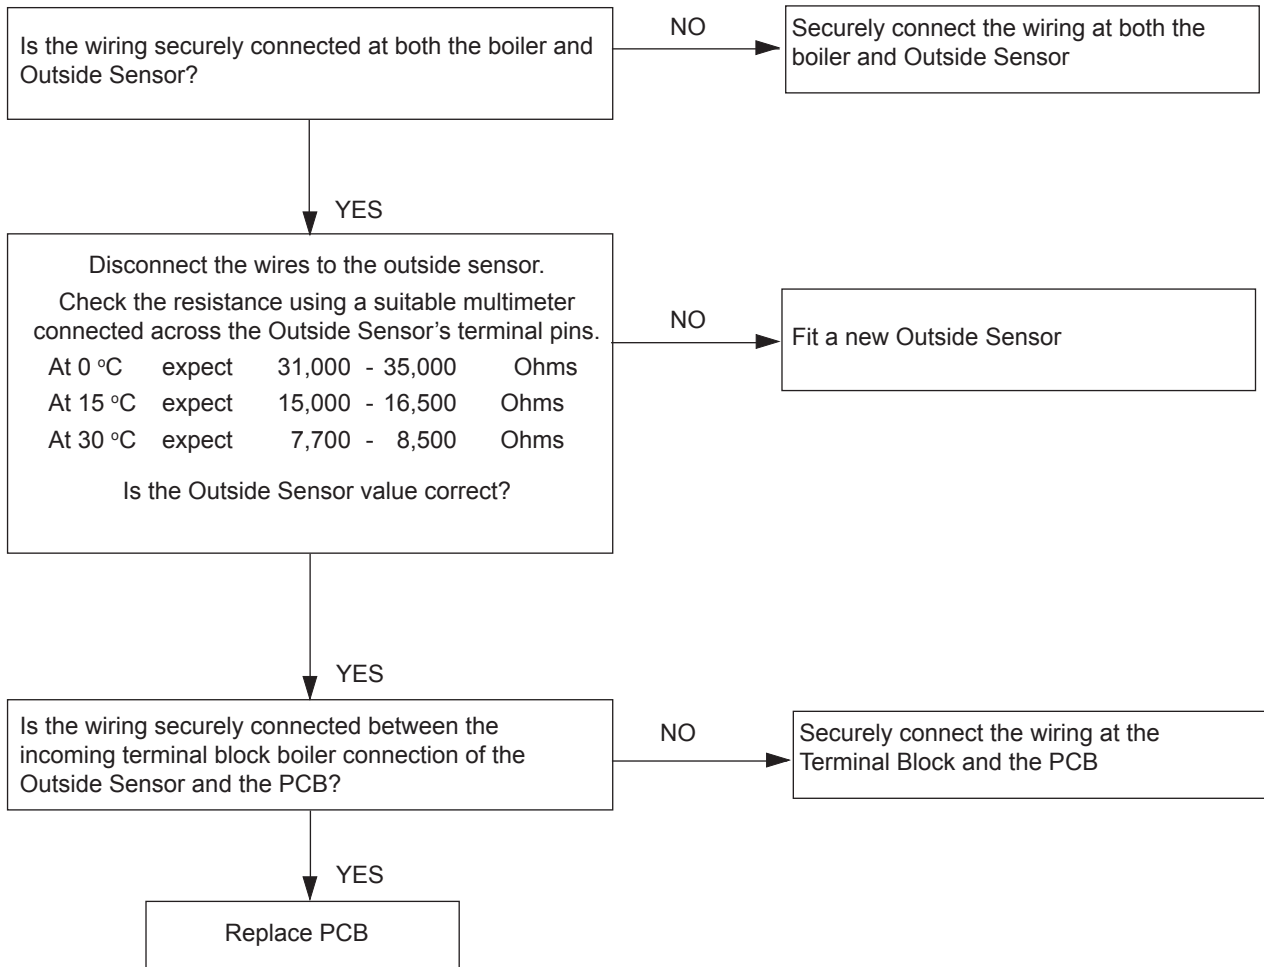 Is the wiring securely connected at both the boiler and
Outside Sensor?
NO
Securely connect the wiring at both the
boiler and Outside Sensor
YES
Disconnect the wires to the outside sensor.
Check the resistance using a suitable multimeter
connected across the Outside Sensor’s terminal pins.
At 0 °C expect 31,000 - 35,000 Ohms
At 15 °C expect 15,000 - 16,500 Ohms
At 30 °C expect 7,700 - 8,500 Ohms
Is the Outside Sensor value correct?
NO
Fit a new Outside Sensor
YES
Is the wiring securely connected between the
incoming terminal block boiler connection of the
Outside Sensor and the PCB?
NO
Securely connect the wiring at the
Terminal Block and the PCB
YES
Replace PCB